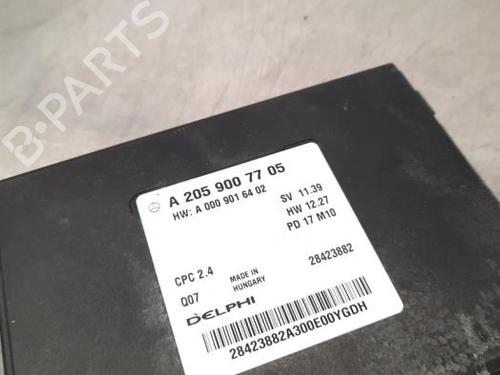 B-PARTS
A 205 900 77 05
HW: A 000 901 64 02
SV 11.39
HW 12.27
PD 17 M10
CPC 2.4
28423882
Q07
MADE IN
HUNGARY
DELPHI
28423882A300E00YGDH